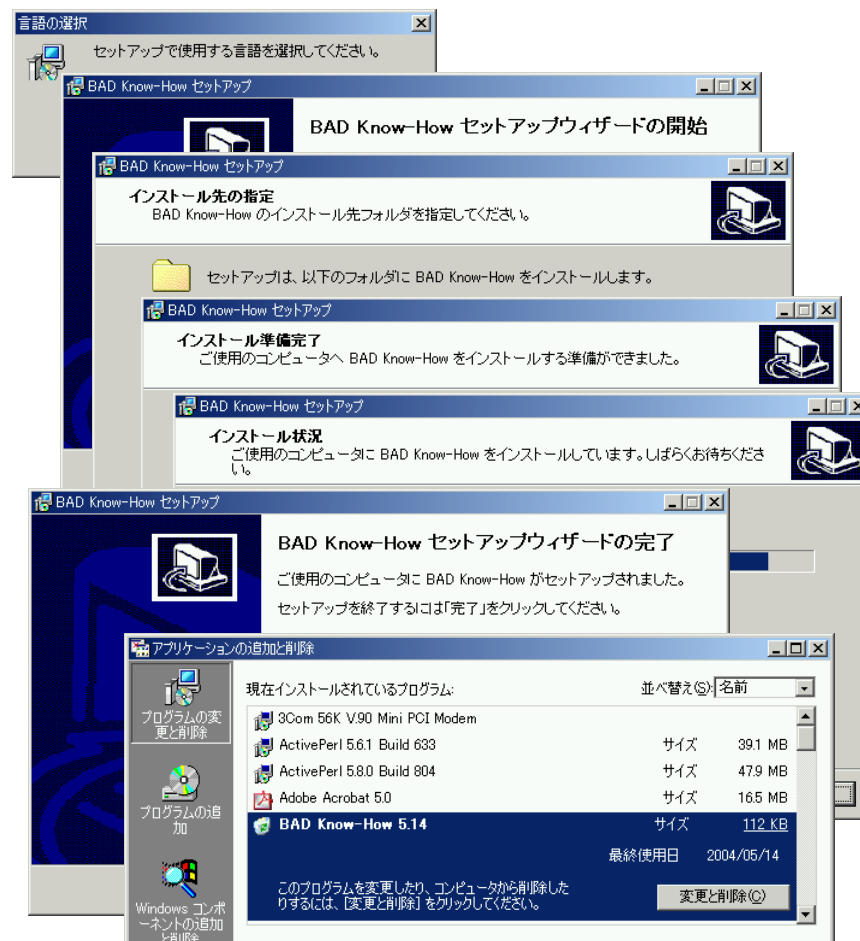 言語の選択
セットアップで使用する言語を選択してください。
BAD Know-How セットアップ
BAD Know-How セットアップウィザードの開始
BAD Know-How セットアップ
インストール先の指定
BAD Know-How のインストール先フォルダを指定してください。
セットアップは、以下のフォルダに BAD Know-How をインストールします。
BAD Know-How セットアップ
インストール準備完了
ご使用のコンピュータへ BAD Know-How をインストールする準備ができました。
BAD Know-How セットアップ
インストール状況
ご使用のコンピュータに BAD Know-How をインストールしています。しばらくお待ちくださ
い。
BAD Know-How セットアップ
BAD Know-How セットアップウィザードの完了
ご使用のコンピュータに BAD Know-How がセットアップされました。
セットアップを終了するには「完了」をクリックしてください。
アプリケーションの追加と削除
プログラムの変
更と削除
プログラムの追
加
Windows コンポ
ーネントの追加
と削除
現在インストールされているプログラム:
並べ替え(S): 名前
3Com 56K V.90 Mini PCI Modem
ActivePerl 5.6.1 Build 633 サイズ 39.1 MB
ActivePerl 5.8.0 Build 804 サイズ 47.9 MB
Adobe Acrobat 5.0 サイズ 16.5 MB
BAD Know-How 5.14 サイズ 112 KB
最終使用日 2004/05/14
このプログラムを変更したり、コンピュータから削除した
りするには、[変更と削除] をクリックしてください。
変更と削除(C)